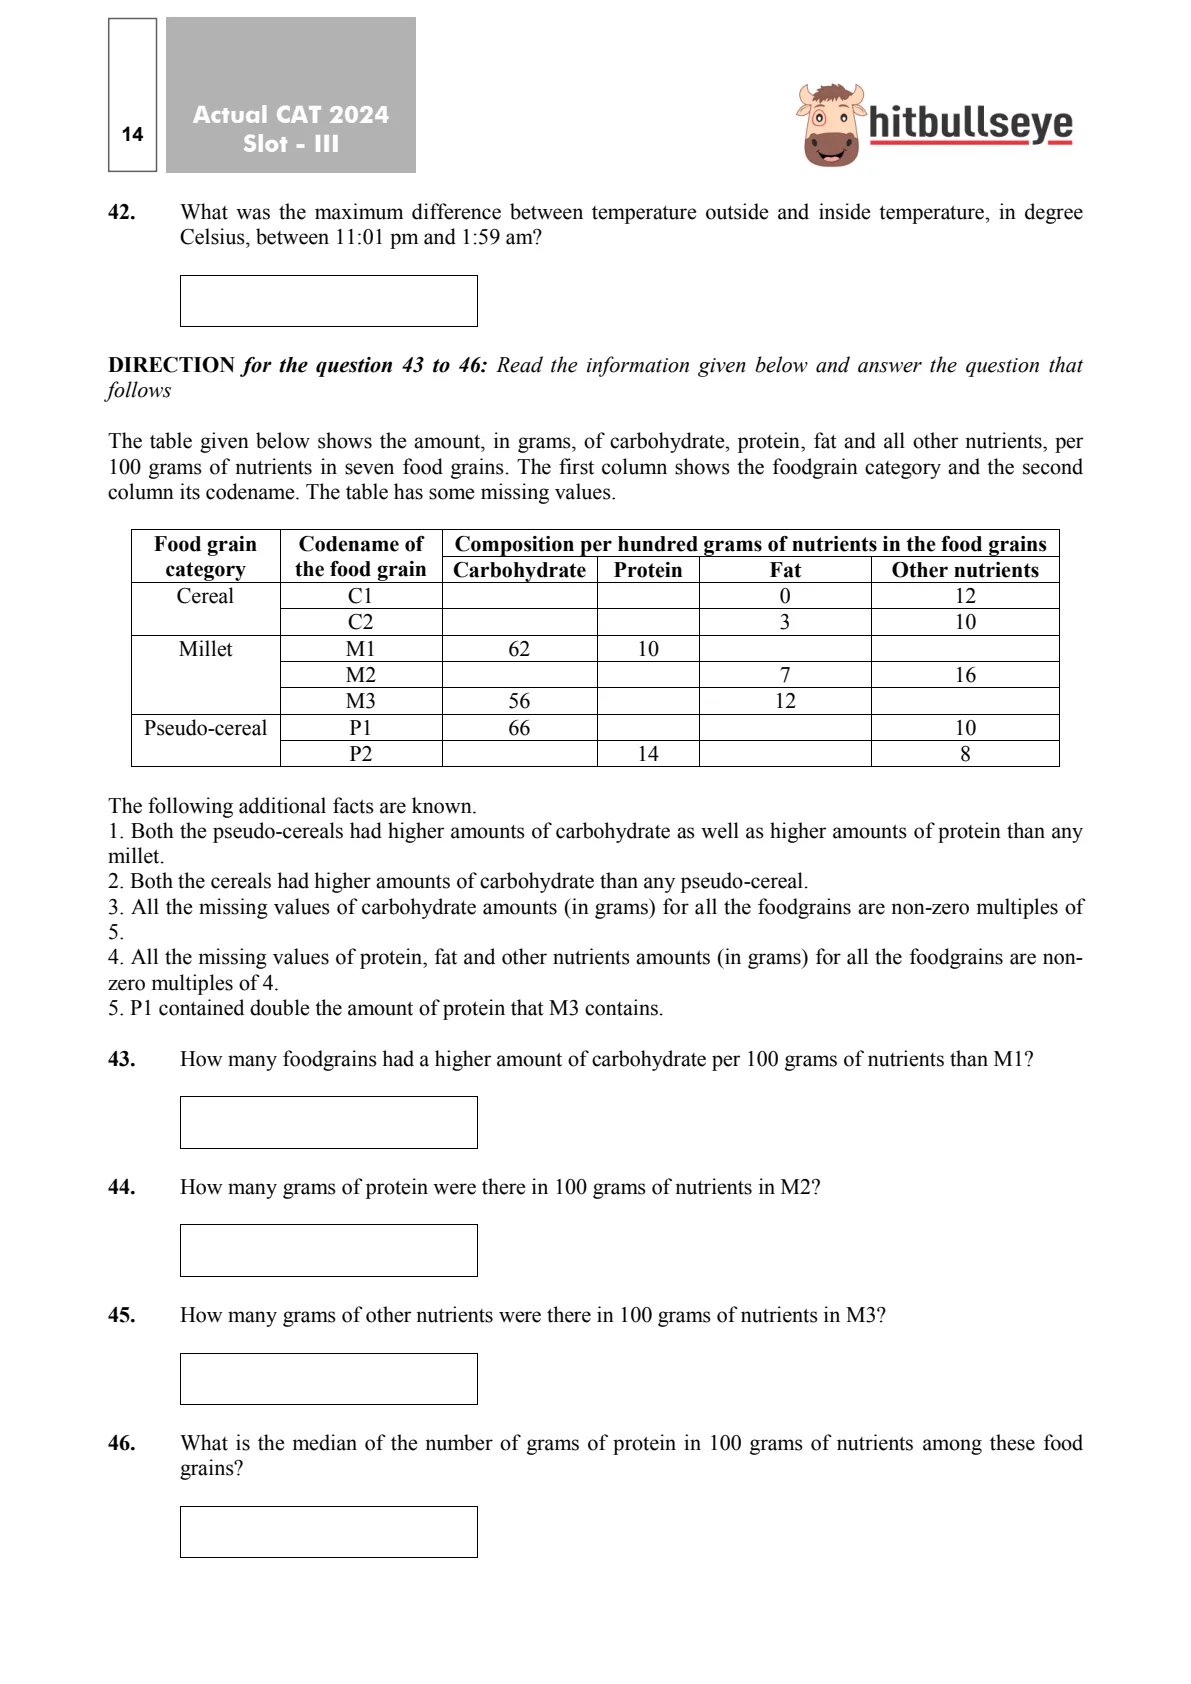 14
Actual CAT 2024
Slot - III
hitbullseye
42. What was the maximum difference between temperature outside and inside temperature, in degree
Celsius, between 11:01 pm and 1:59 am?
DIRECTION for the question 43 to 46: Read the information given below and answer the question that
follows
The table given below shows the amount, in grams, of carbohydrate, protein, fat and all other nutrients, per
100 grams of nutrients in seven food grains. The first column shows the foodgrain category and the second
column its codename. The table has some missing values.
Food grain category Codename of the food grain Composition per hundred grams of nutrients in the food grains
Carbohydrate Protein Fat Other nutrients
Cereal C1 0 12
C2 3 10
Millet M1 62 10
M2 7 16
M3 56 12
Pseudo-cereal P1 66 10
P2 14 8
The following additional facts are known.
1. Both the pseudo-cereals had higher amounts of carbohydrate as well as higher amounts of protein than any
millet.
2. Both the cereals had higher amounts of carbohydrate than any pseudo-cereal.
3. All the missing values of carbohydrate amounts (in grams) for all the foodgrains are non-zero multiples of
5.
4. All the missing values of protein, fat and other nutrients amounts (in grams) for all the foodgrains are non-
zero multiples of 4.
5. P1 contained double the amount of protein that M3 contains.
43. How many foodgrains had a higher amount of carbohydrate per 100 grams of nutrients than M1?
44. How many grams of protein were there in 100 grams of nutrients in M2?
45. How many grams of other nutrients were there in 100 grams of nutrients in M3?
46. What is the median of the number of grams of protein in 100 grams of nutrients among these food
grains?